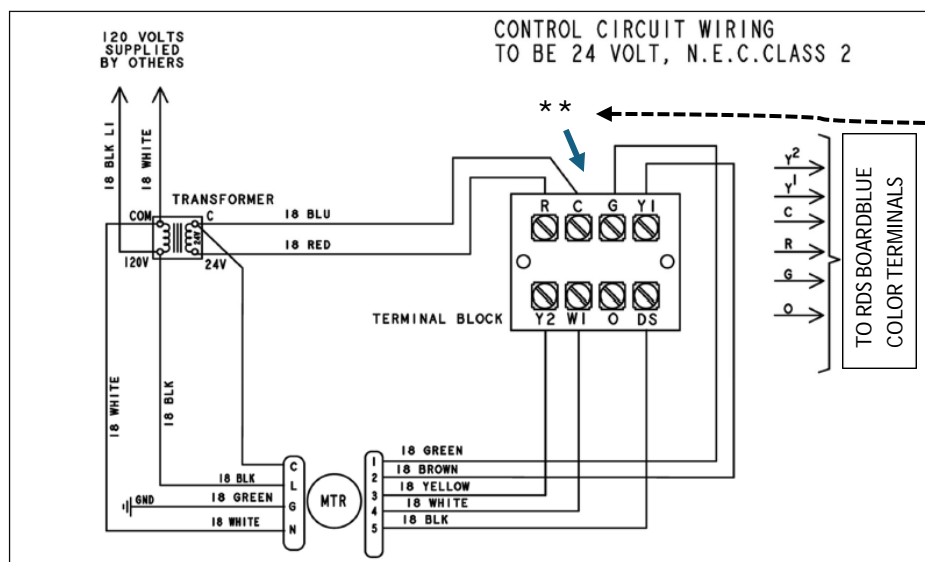 120 VOLTS
SUPPLIED
BY OTHERS
CONTROL CIRCUIT WIRING
TO BE 24 VOLT, N.E.C.CLASS 2
**
18 BLK L1
18 WHITE
TRANSFORMER
COM
C
18 BLU
24V
18 RED
120V
24V
R C G Y1
TERMINAL BLOCK
Y2 W1 O DS
Y2
Y1
C
R
G
O
TO RDS BOARDBLUE
COLOR TERMINALS
18 WHITE
18 BLK
C
L
G
N
18 BLK
18 GREEN
GND
18 WHITE
MTR
1
2
3
4
5
18 GREEN
18 BROWN
18 YELLOW
18 WHITE
18 BLK